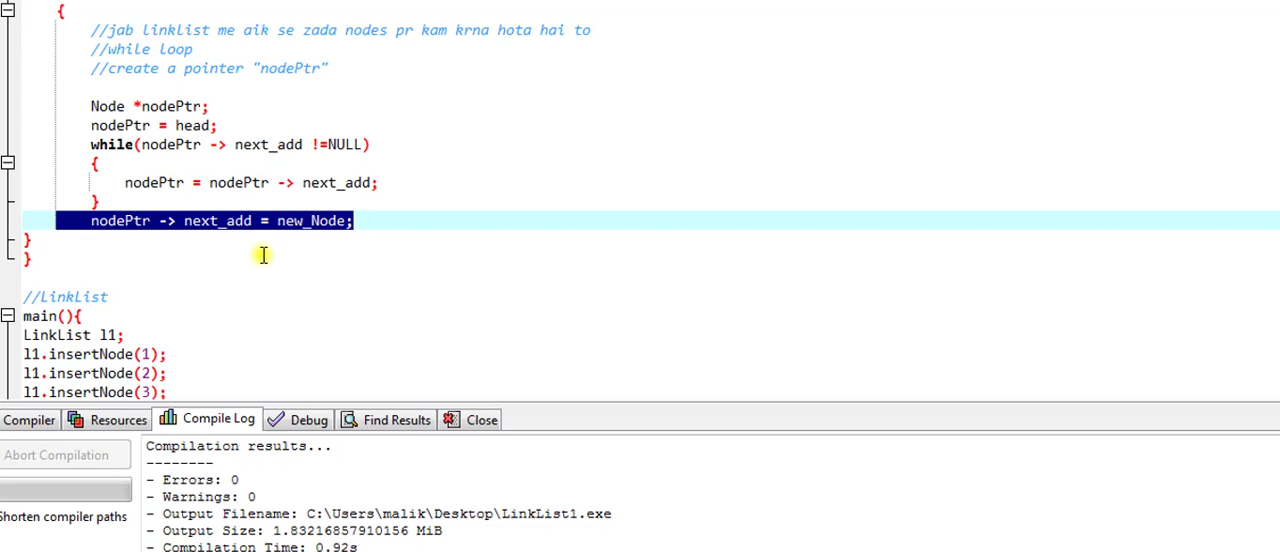 {
//jab linklist me aik se zada nodes pr kam krna hota hai to
//while loop
//create a pointer "nodePtr"
Node *nodePtr;
nodePtr = head;
while(nodePtr -> next_add !=NULL)
{
nodePtr = nodePtr -> next_add;
}
nodePtr -> next_add = new_Node;
}
}
//LinkList
main(){
LinkList l1;
l1.insertNode(1);
l1.insertNode(2);
l1.insertNode(3);
Compiler Resources Compile Log Debug Find Results Close
Abort Compilation
Shorten compiler paths
Compilation results...
--------
- Errors: 0
- Warnings: 0
- Output Filename: C:\Users\malik\Desktop\LinkList1.exe
- Output Size: 1.83216857910156 MiB
- Compilation Time: 0.92s